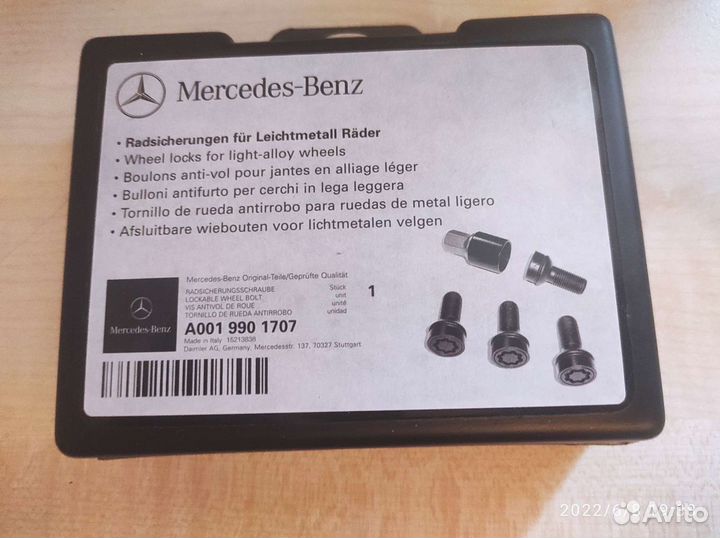 Mercedes-Benz
• Radsicherungen für Leichtmetall Räder
• Wheel locks for light-alloy wheels
• Boulons anti-vol pour jantes en alliage léger
• Bulloni antifurto per cerchi in lega leggera
• Tornillo de rueda antirrobo para ruedas de metal ligero
• Afsluitbare wiebouten voor lichtmetalen velgen
Mercedes-Benz Original-Teile/Geprüfte Qualität
RADSICHERUNGSSCHRAUBE
LOCKABLE WHEEL BOLT
VIS ANTIVOL DE ROUE
TORNILLO DE RUEDA ANTIRROBO
Stück
unit
unité
unidad
1
Mercedes-Benz
A001 990 1707
Made in Italy 15213838
Daimler AG, Germany, Mercedesstr. 137, 70327 Stuttgart
Avito